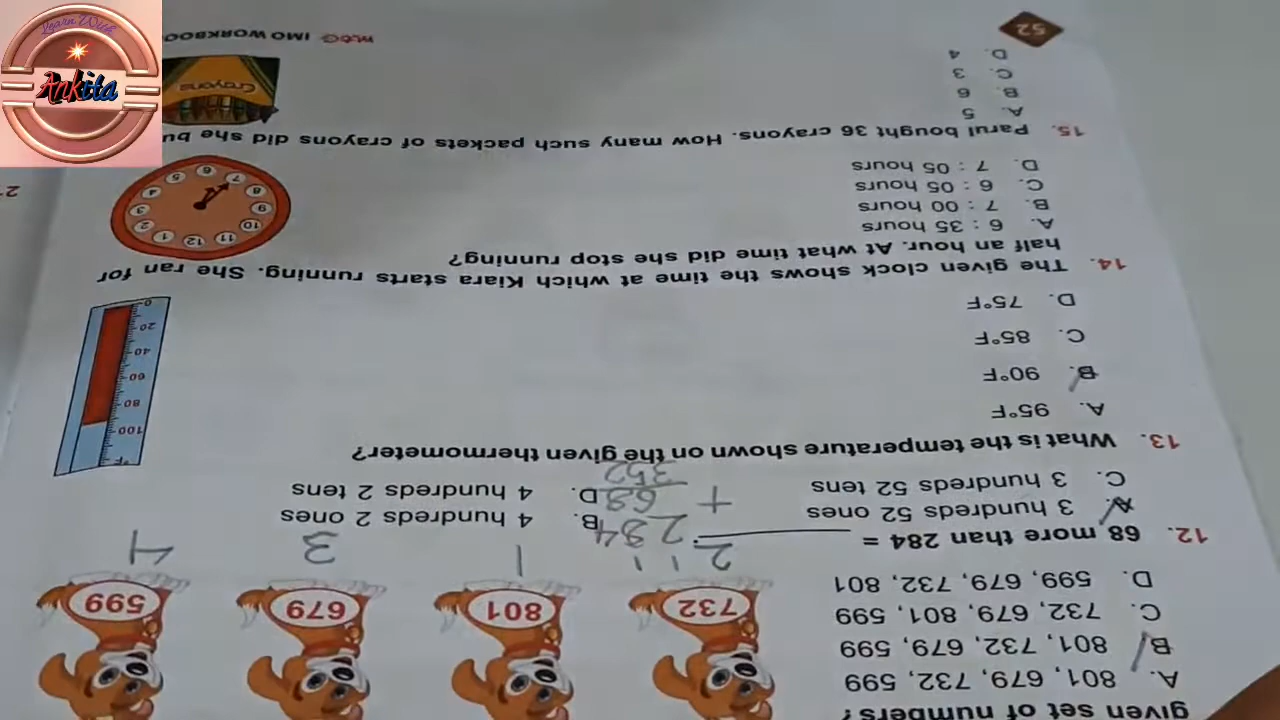 Learn With
Ankita
given set of numbers?
A. 801, 679, 732, 599
B. 801, 732, 679, 599
C. 732, 679, 801, 599
D. 599, 679, 732, 801
732 801 679 599
2 1 3 4
12. 68 more than 284 = ________.
A. 3 hundreds 52 ones
B. 4 hundreds 2 ones
C. 3 hundreds 52 tens
D. 4 hundreds 2 tens
1 1
284
+ 68
352
13. What is the temperature shown on the given thermometer?
A. 95°F
B. 90°F
C. 85°F
D. 75°F
°F
100
80
60
40
20
0
14. The given clock shows the time at which Kiara starts running. She ran for
half an hour. At what time did she stop running?
A. 6 : 35 hours
B. 7 : 00 hours
C. 6 : 05 hours
D. 7 : 05 hours
12 1 2 3 4 5 6 7 8 9 10 11
15. Parul bought 36 crayons. How many such packets of crayons did she
A. 5
B. 6
C. 3
D. 4
Crayons
52
MTG IMO WORKBOO